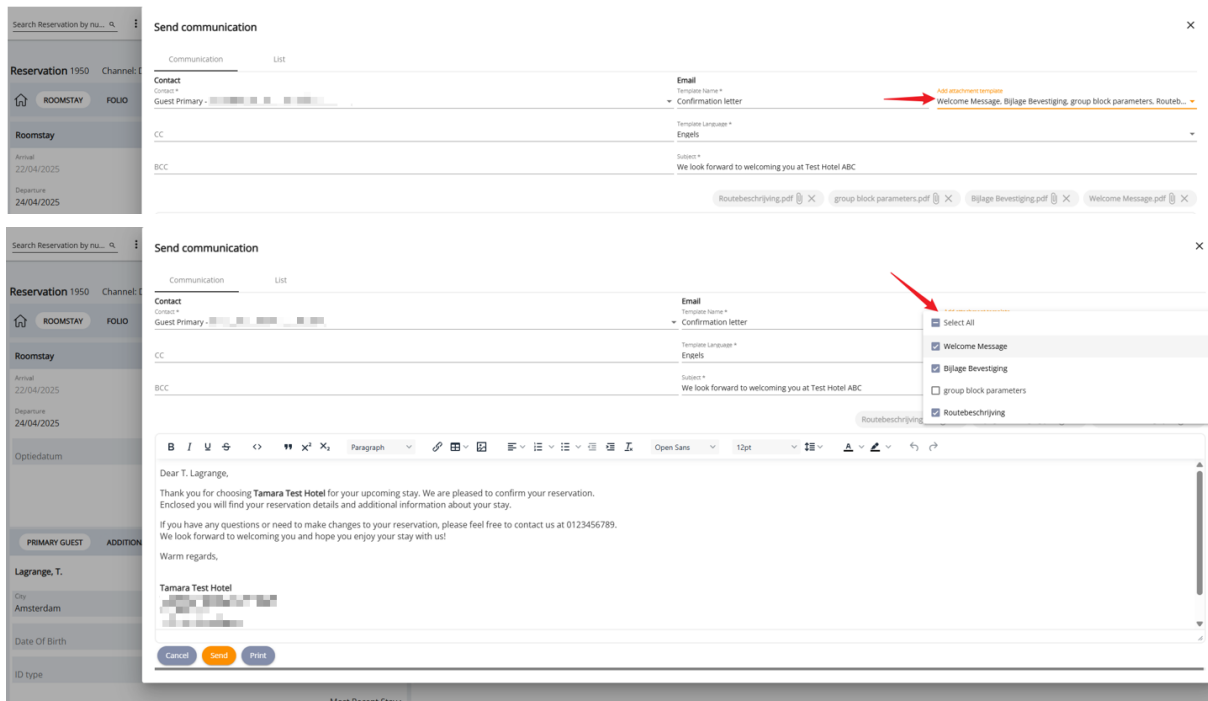 Search Reservation by nu...
Send communication
Communication List
Reservation 1950 Channel:
ROOMSTAY FOLIO
Contact Email
Contact * Template Name * Add attachment template
Guest Primary - Confirmation letter Welcome Message, Bijlage Bevestiging, group block parameters, Routeb...
Roomstay
CC
Template Language *
Engels
Arrival
22/04/2025
BCC
Subject *
We look forward to welcoming you at Test Hotel ABC
Departure
24/04/2025
Routebeschrijving.pdf group block parameters.pdf Bijlage Bevestiging.pdf Welcome Message.pdf
Search Reservation by nu...
Send communication
Communication List
Reservation 1950 Channel:
ROOMSTAY FOLIO
Contact Email
Contact * Template Name *
Guest Primary - Confirmation letter
Select All
Welcome Message
Bijlage Bevestiging
group block parameters
Routebeschrijving
Roomstay
CC
Template Language *
Engels
Arrival
22/04/2025
BCC
Subject *
We look forward to welcoming you at Test Hotel ABC
Departure
24/04/2025
Routebeschrijving
Optiedatum
B I U S Paragraph Open Sans 12pt A
Dear T. Lagrange,
Thank you for choosing Tamara Test Hotel for your upcoming stay. We are pleased to confirm your reservation.
Enclosed you will find your reservation details and additional information about your stay.
If you have any questions or need to make changes to your reservation, please feel free to contact us at 0123456789.
We look forward to welcoming you and hope you enjoy your stay with us!
Warm regards,
Tamara Test Hotel
PRIMARY GUEST ADDITION
Lagrange, T.
City
Amsterdam
Date Of Birth
ID type
Cancel Send Print